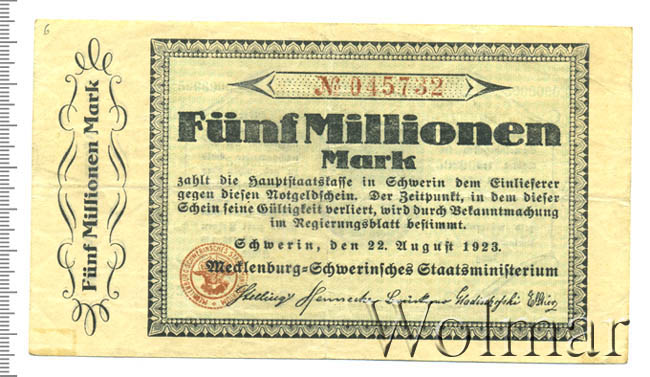 6
Fünf Millionen Mark
№ 045732
Fünf Millionen
Mark
zahlt die Hauptstaatskasse in Schwerin dem Einlieferer
gegen diesen Notgeldschein. Der Zeitpunkt, in dem dieser
Schein seine Gültigkeit verliert, wird durch Bekanntmachung
im Regierungsblatt bestimmt.
Schwerin, den 22. August 1923.
Mecklenburg-Schwerinsches Staatsministerium
Wolmar